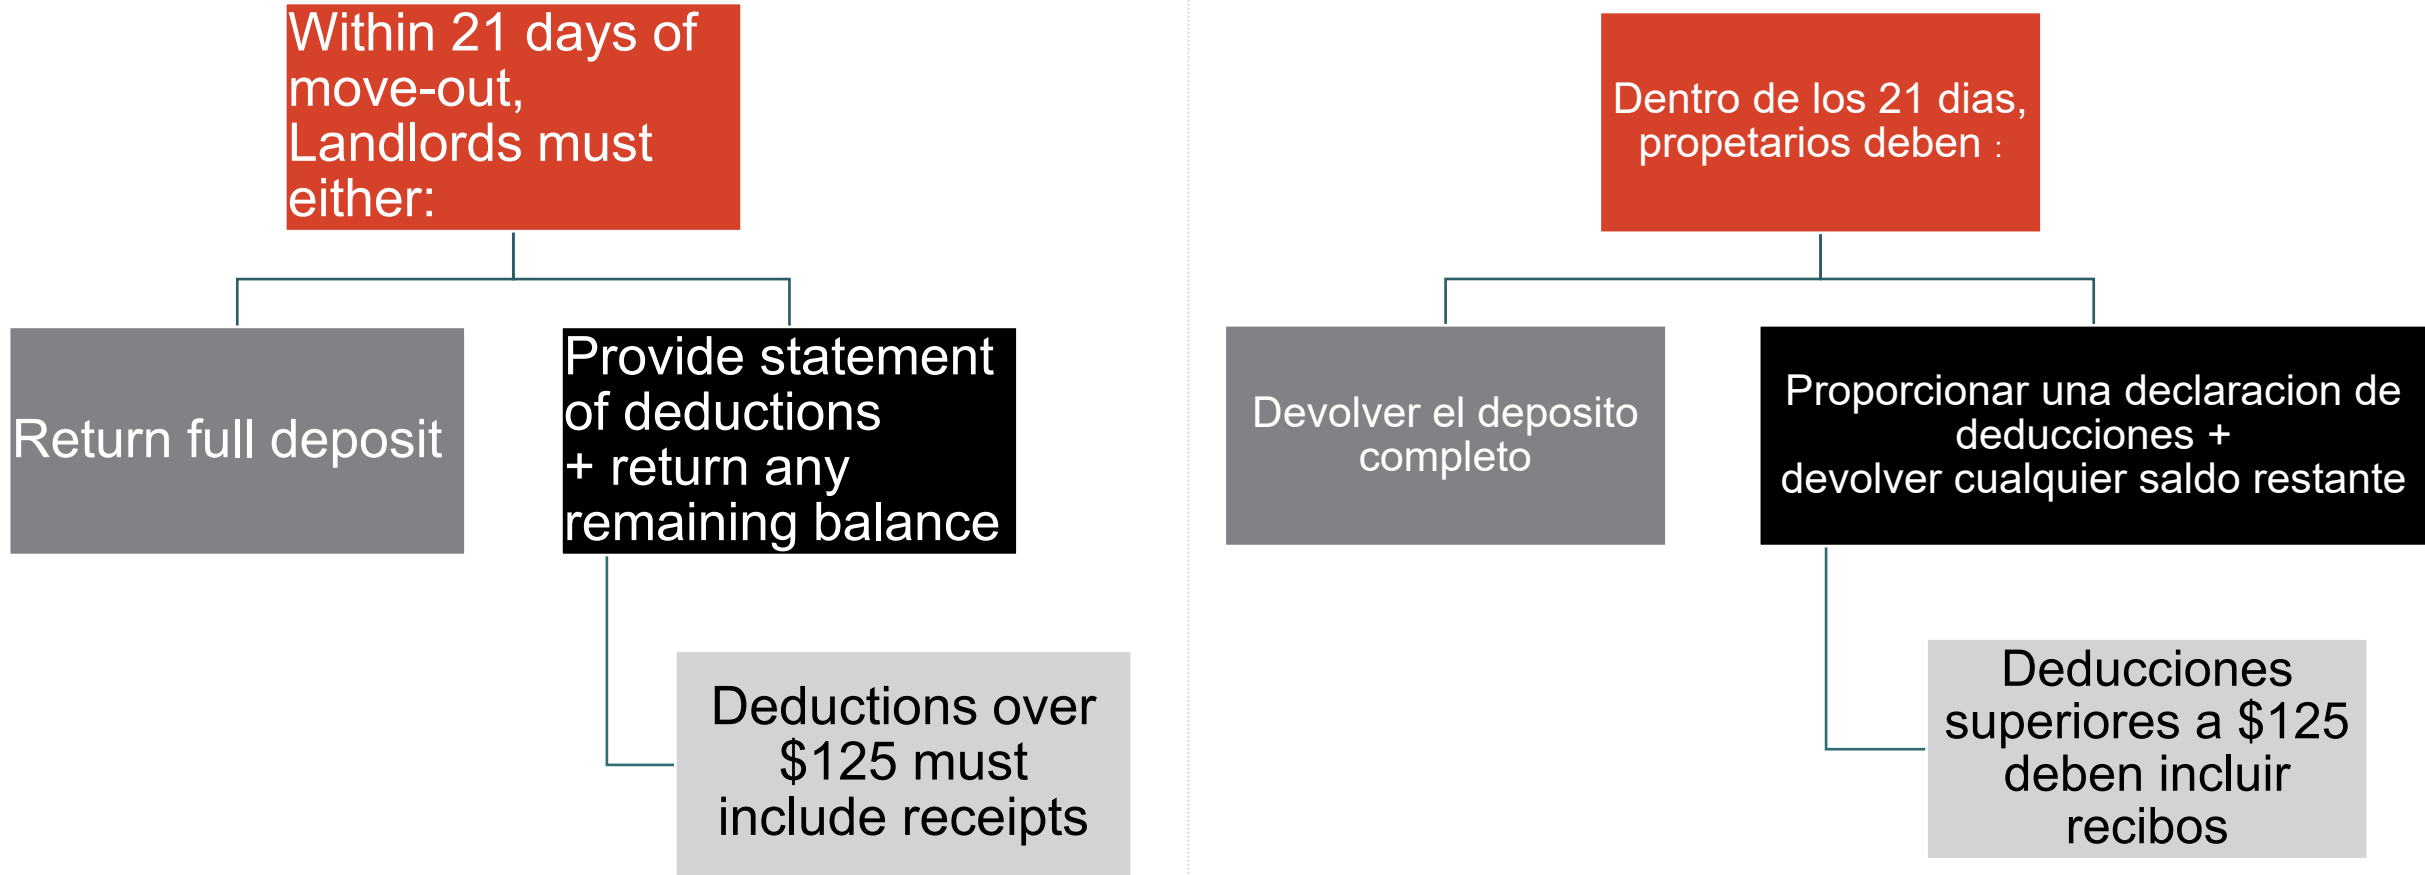 Within 21 days of
move-out,
Landlords must
either:
Return full deposit
Provide statement
of deductions
+ return any
remaining balance
Deductions over
$125 must
include receipts
Dentro de los 21 dias,
propetarios deben :
Devolver el deposito
completo
Proporcionar una declaracion de
deducciones +
devolver cualquier saldo restante
Deducciones
superiores a $125
deben incluir
recibos